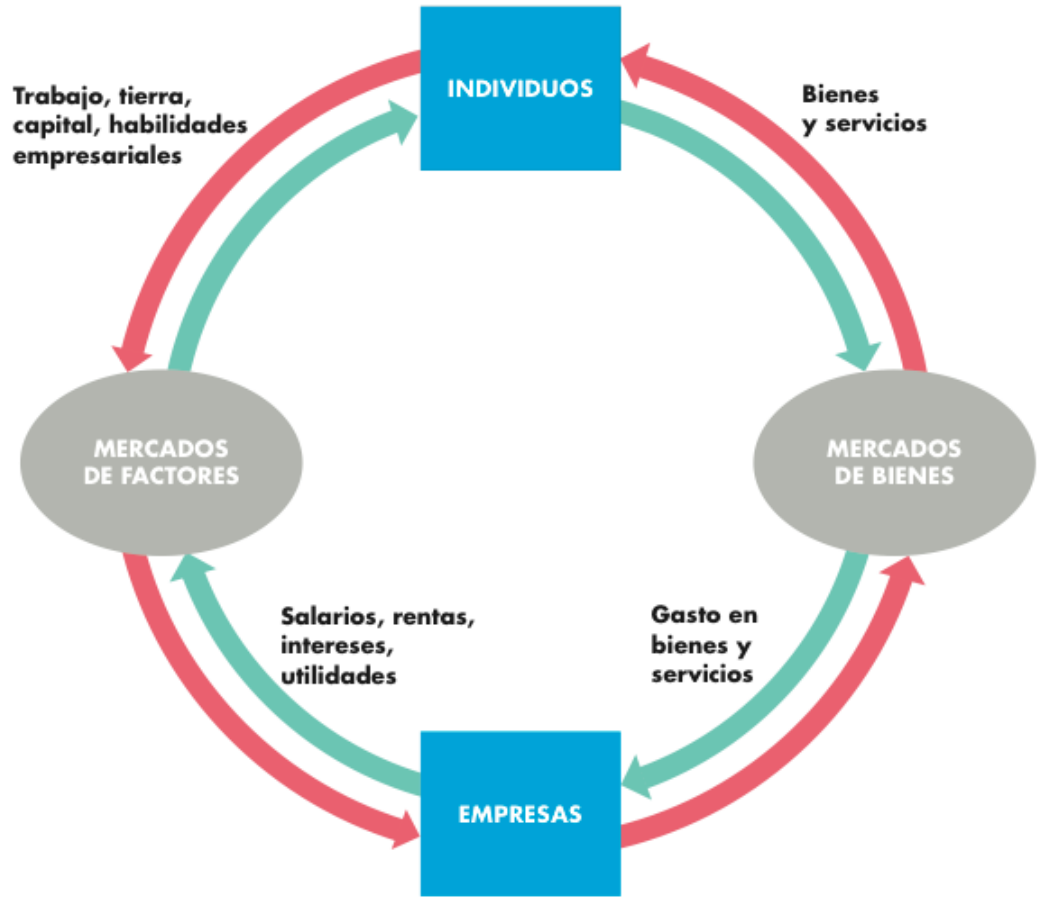 INDIVIDUOS
Trabajo, tierra,
capital, habilidades
empresariales
Bienes
y servicios
MERCADOS
DE FACTORES
MERCADOS
DE BIENES
Salarios, rentas,
intereses,
utilidades
Gasto en
bienes y
servicios
EMPRESAS